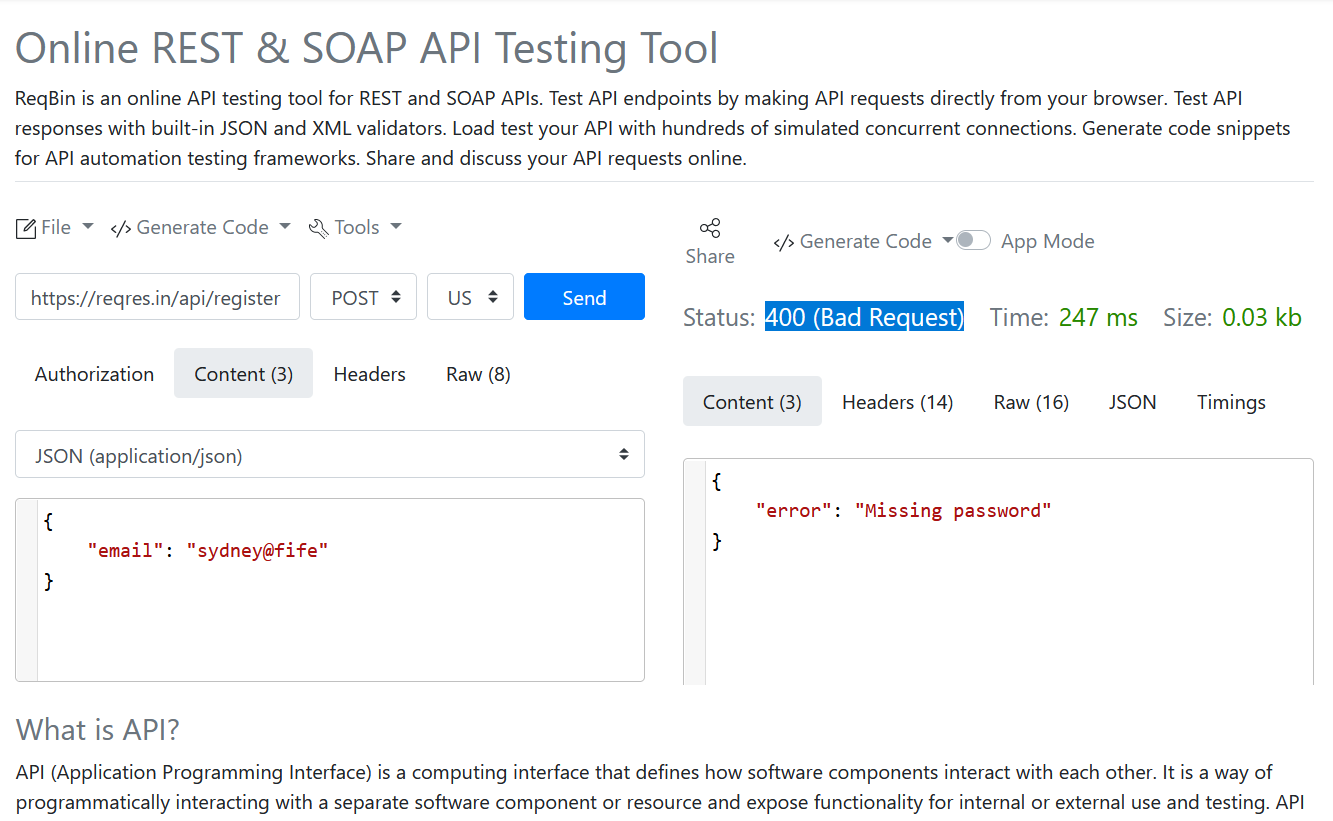 Online REST & SOAP API Testing Tool
ReqBin is an online API testing tool for REST and SOAP APIs. Test API endpoints by making API requests directly from your browser. Test API
responses with built-in JSON and XML validators. Load test your API with hundreds of simulated concurrent connections. Generate code snippets
for API automation testing frameworks. Share and discuss your API requests online.
File </> Generate Code Tools
https://reqres.in/api/register POST US Send
Authorization Content (3) Headers Raw (8)
JSON (application/json)
{
"email": "sydney@fife"
}
Share </> Generate Code App Mode
Status: 400 (Bad Request) Time: 247 ms Size: 0.03 kb
Content (3) Headers (14) Raw (16) JSON Timings
{
"error": "Missing password"
}
What is API?
API (Application Programming Interface) is a computing interface that defines how software components interact with each other. It is a way of
programmatically interacting with a separate software component or resource and expose functionality for internal or external use and testing. API